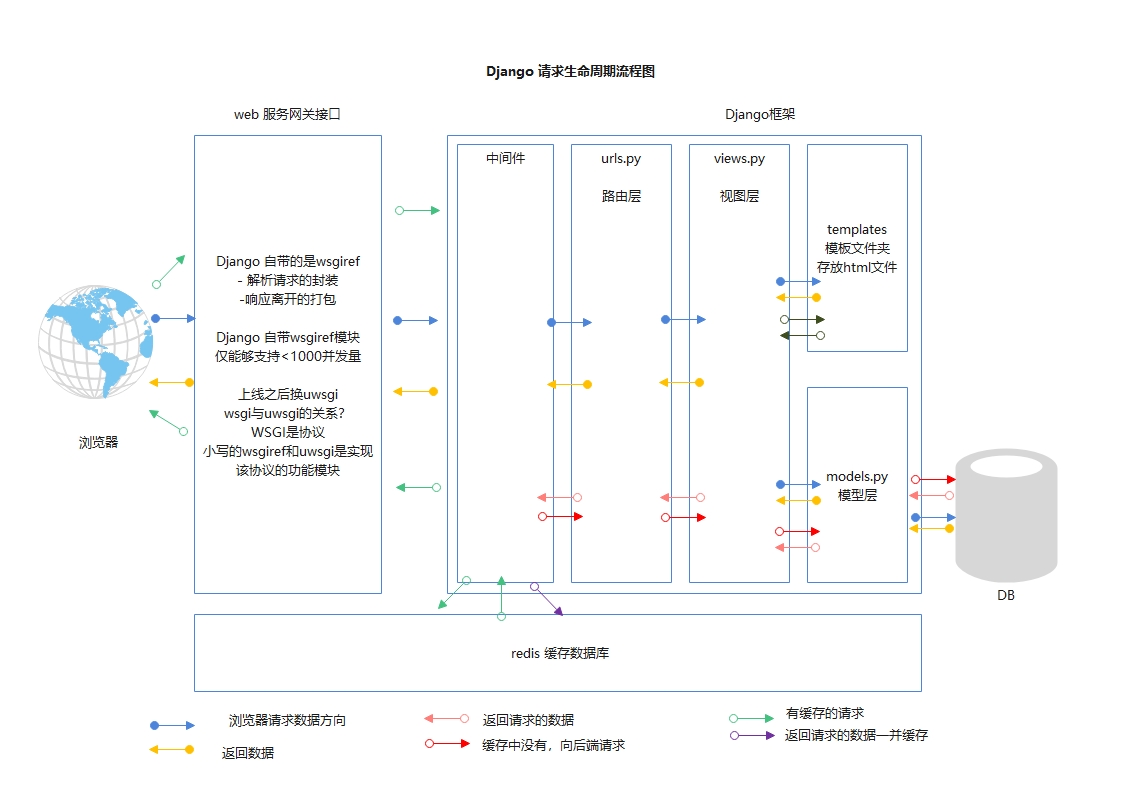 Django 请求生命周期流程图
web 服务网关接口
Django框架
中间件
urls.py
路由层
views.py
视图层
templates
模板文件夹
存放html文件
Django 自带的是wsgiref
- 解析请求的封装
-响应离开的打包
Django 自带wsgiref模块
仅能够支持<1000并发量
上线之后换uwsgi
wsgi与uwsgi的关系?
WSGI是协议
小写的wsgiref和uwsgi是实现
该协议的功能模块
浏览器
models.py
模型层
DB
redis 缓存数据库
浏览器请求数据方向
返回数据
返回请求的数据
缓存中没有，向后端请求
有缓存的请求
返回请求的数据一并缓存